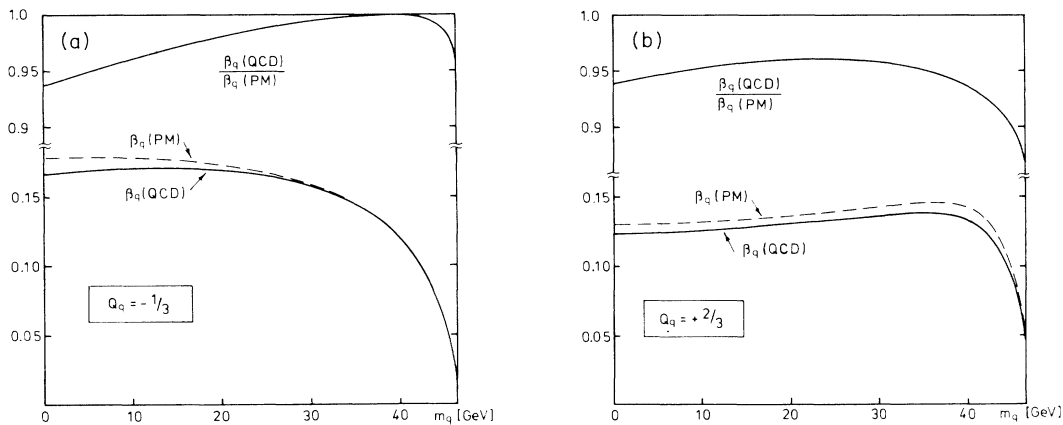 (a)
1.0
0.95
0.9
0.15
0.10
0.05
βq(QCD)
βq(PM)
βq(PM)
βq(QCD)
Qq = - 1/3
0 10 20 30 40 mq [GeV]
(b)
1.0
0.95
0.9
0.15
0.10
0.05
βq(QCD)
βq(PM)
βq(PM)
βq(QCD)
Qq = + 2/3
0 10 20 30 40 mq [GeV]